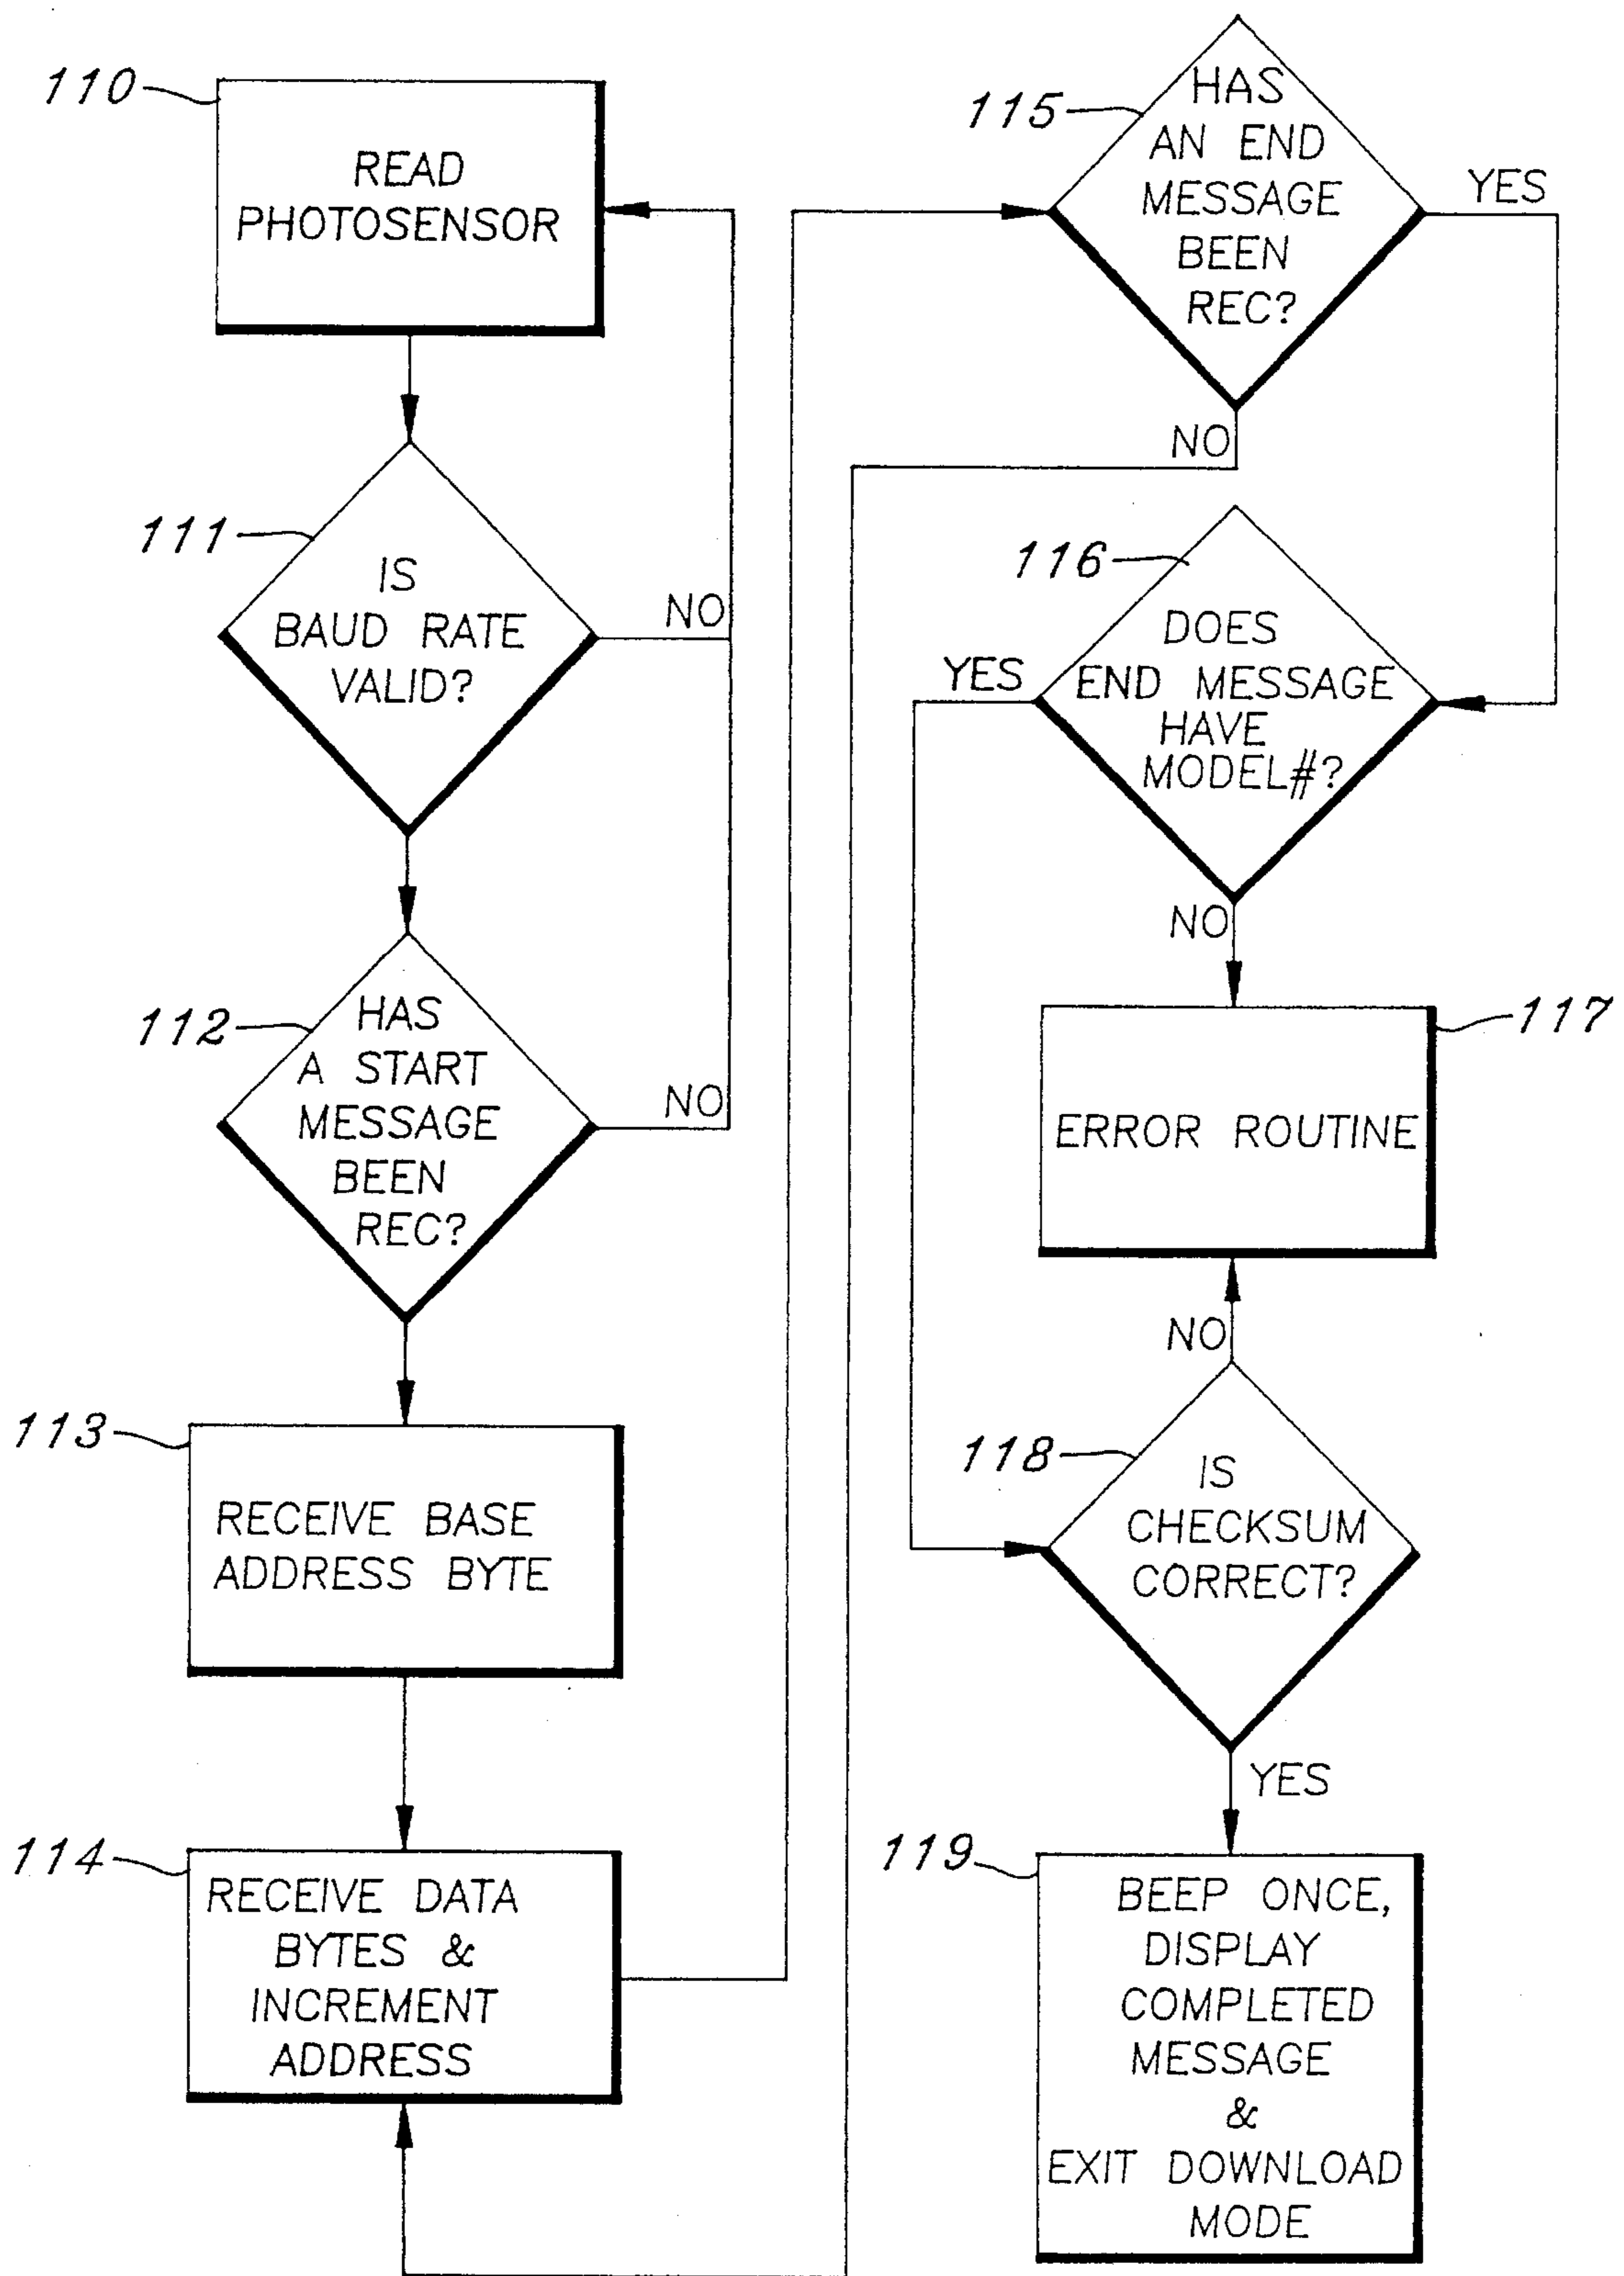 110
READ
PHOTOSENSOR
111
IS
BAUD RATE
VALID?
NO
112
HAS
A START
MESSAGE
BEEN
REC?
NO
113
RECEIVE BASE
ADDRESS BYTE
114
RECEIVE DATA
BYTES &
INCREMENT
ADDRESS
115
HAS
AN END
MESSAGE
BEEN
REC?
YES
NO
116
DOES
END MESSAGE
HAVE
MODEL#?
YES
NO
117
ERROR ROUTINE
NO
118
IS
CHECKSUM
CORRECT?
YES
119
BEEP ONCE,
DISPLAY
COMPLETED
MESSAGE
&
EXIT DOWNLOAD
MODE